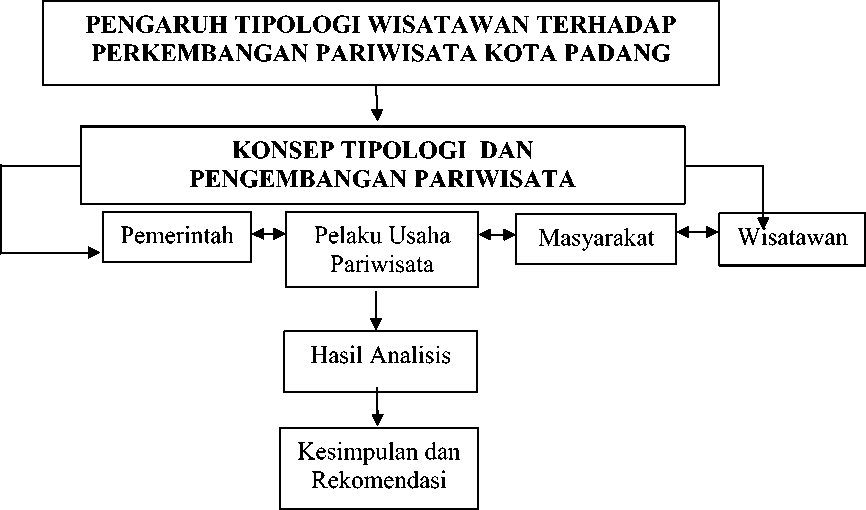 PENGARUH TIPOLOGI WISATAWAN TERHADAP
PERKEMBANGAN PARIWISATA KOTA PADANG
KONSEP TIPOLOGI DAN
PENGEMBANGAN PARIWISATA
Pemerintah
Pelaku Usaha
Pariwisata
Masyarakat
Wisatawan
Hasil Analisis
Kesimpulan dan
Rekomendasi